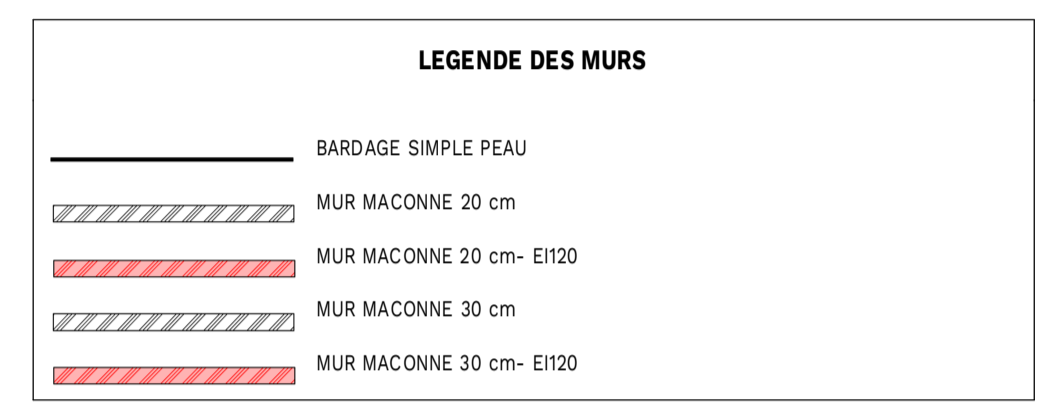 LEGENDE DES MURS
BARDAGE SIMPLE PEAU
MUR MACONNE 20 cm
MUR MACONNE 20 cm- EI120
MUR MACONNE 30 cm
MUR MACONNE 30 cm- EI120